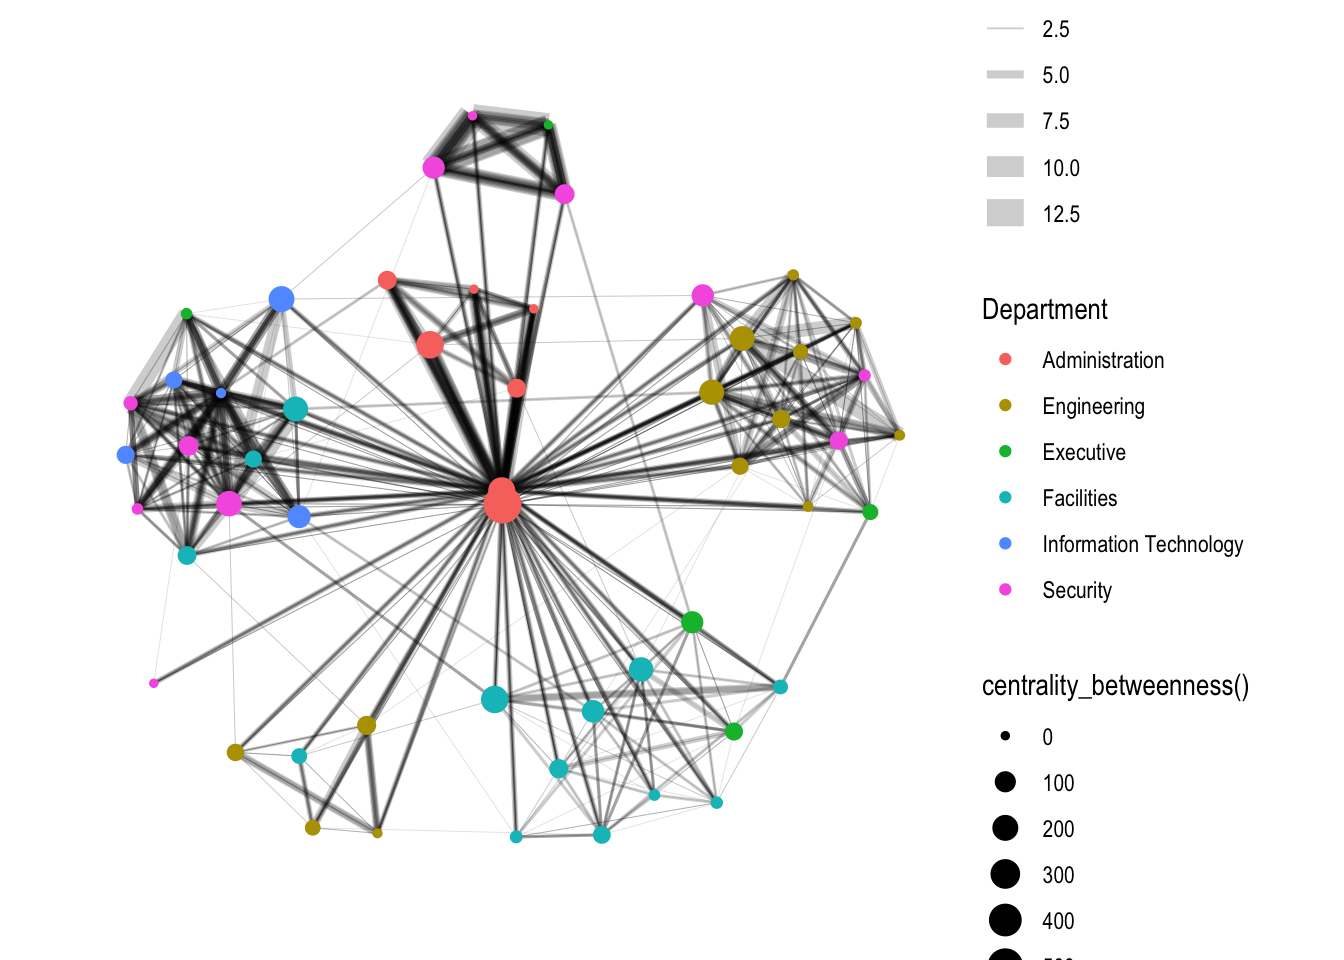 2.5
5.0
7.5
10.0
12.5
Department
Administration
Engineering
Executive
Facilities
Information Technology
Security
centrality_betweenness()
0
100
200
300
400